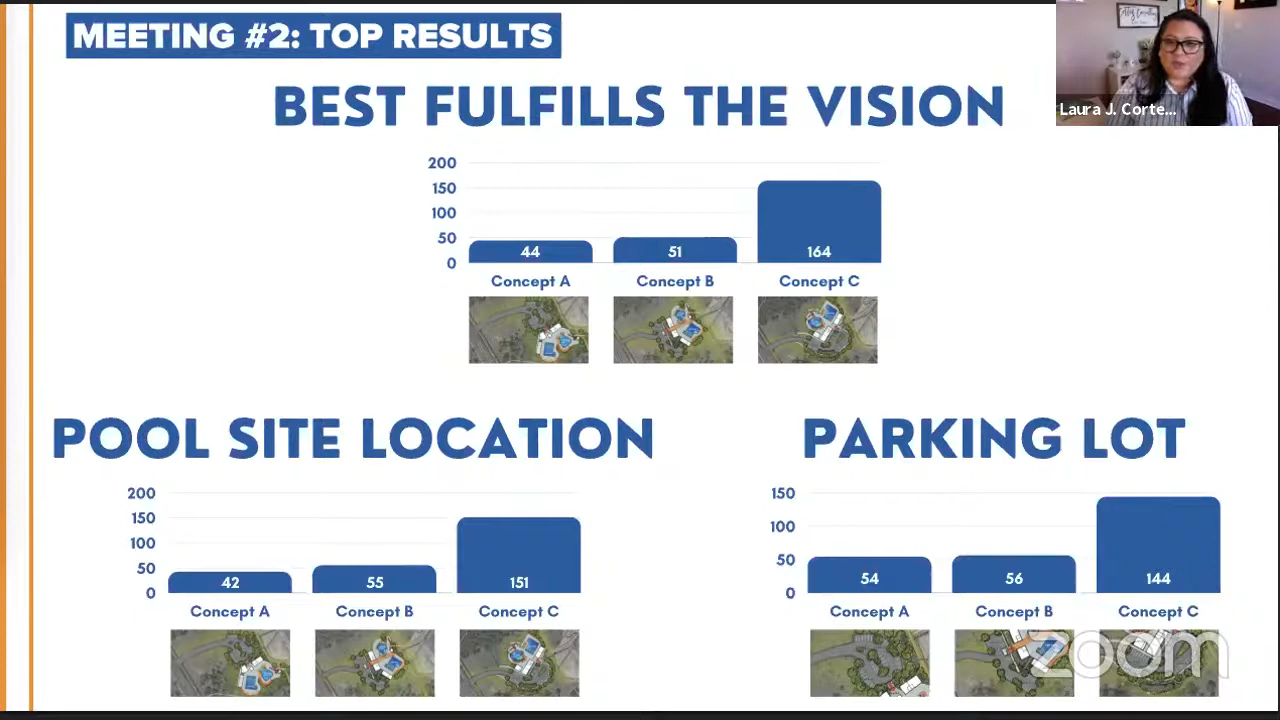 MEETING #2: TOP RESULTS
Laura J. Corte...
BEST FULFILLS THE VISION
200
150
100
50
0
44
51
164
Concept A
Concept B
Concept C
POOL SITE LOCATION
200
150
100
50
0
42
55
151
Concept A
Concept B
Concept C
PARKING LOT
150
100
50
0
54
56
144
Concept A
Concept B
Concept C
zoom